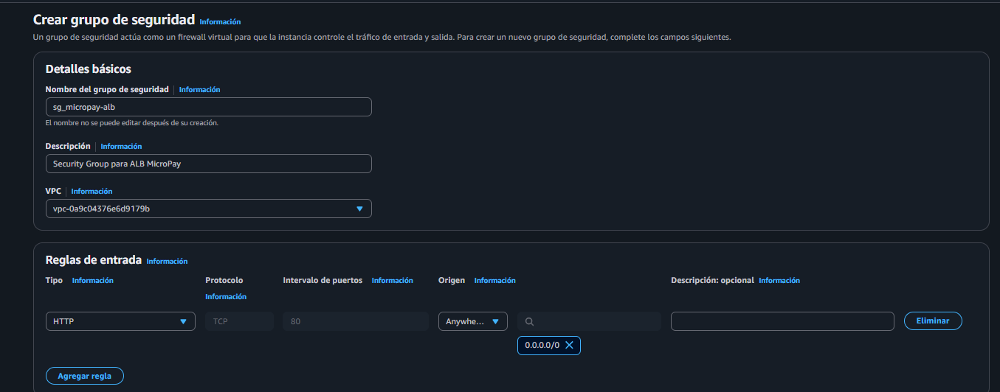 Crear grupo de seguridad Información
Un grupo de seguridad actúa como un firewall virtual para que la instancia controle el tráfico de entrada y salida. Para crear un nuevo grupo de seguridad, complete los campos siguientes.
Detalles básicos
Nombre del grupo de seguridad Información
sg_micropay-alb
El nombre no se puede editar después de su creación.
Descripción Información
Security Group para ALB MicroPay
VPC Información
vpc-0a9c04376e6d9179b
Reglas de entrada Información
Tipo Información Protocolo Intervalo de puertos Información Origen Información Descripción: opcional Información
Información
HTTP TCP 80 Anywhe... Eliminar
0.0.0.0/0
Agregar regla